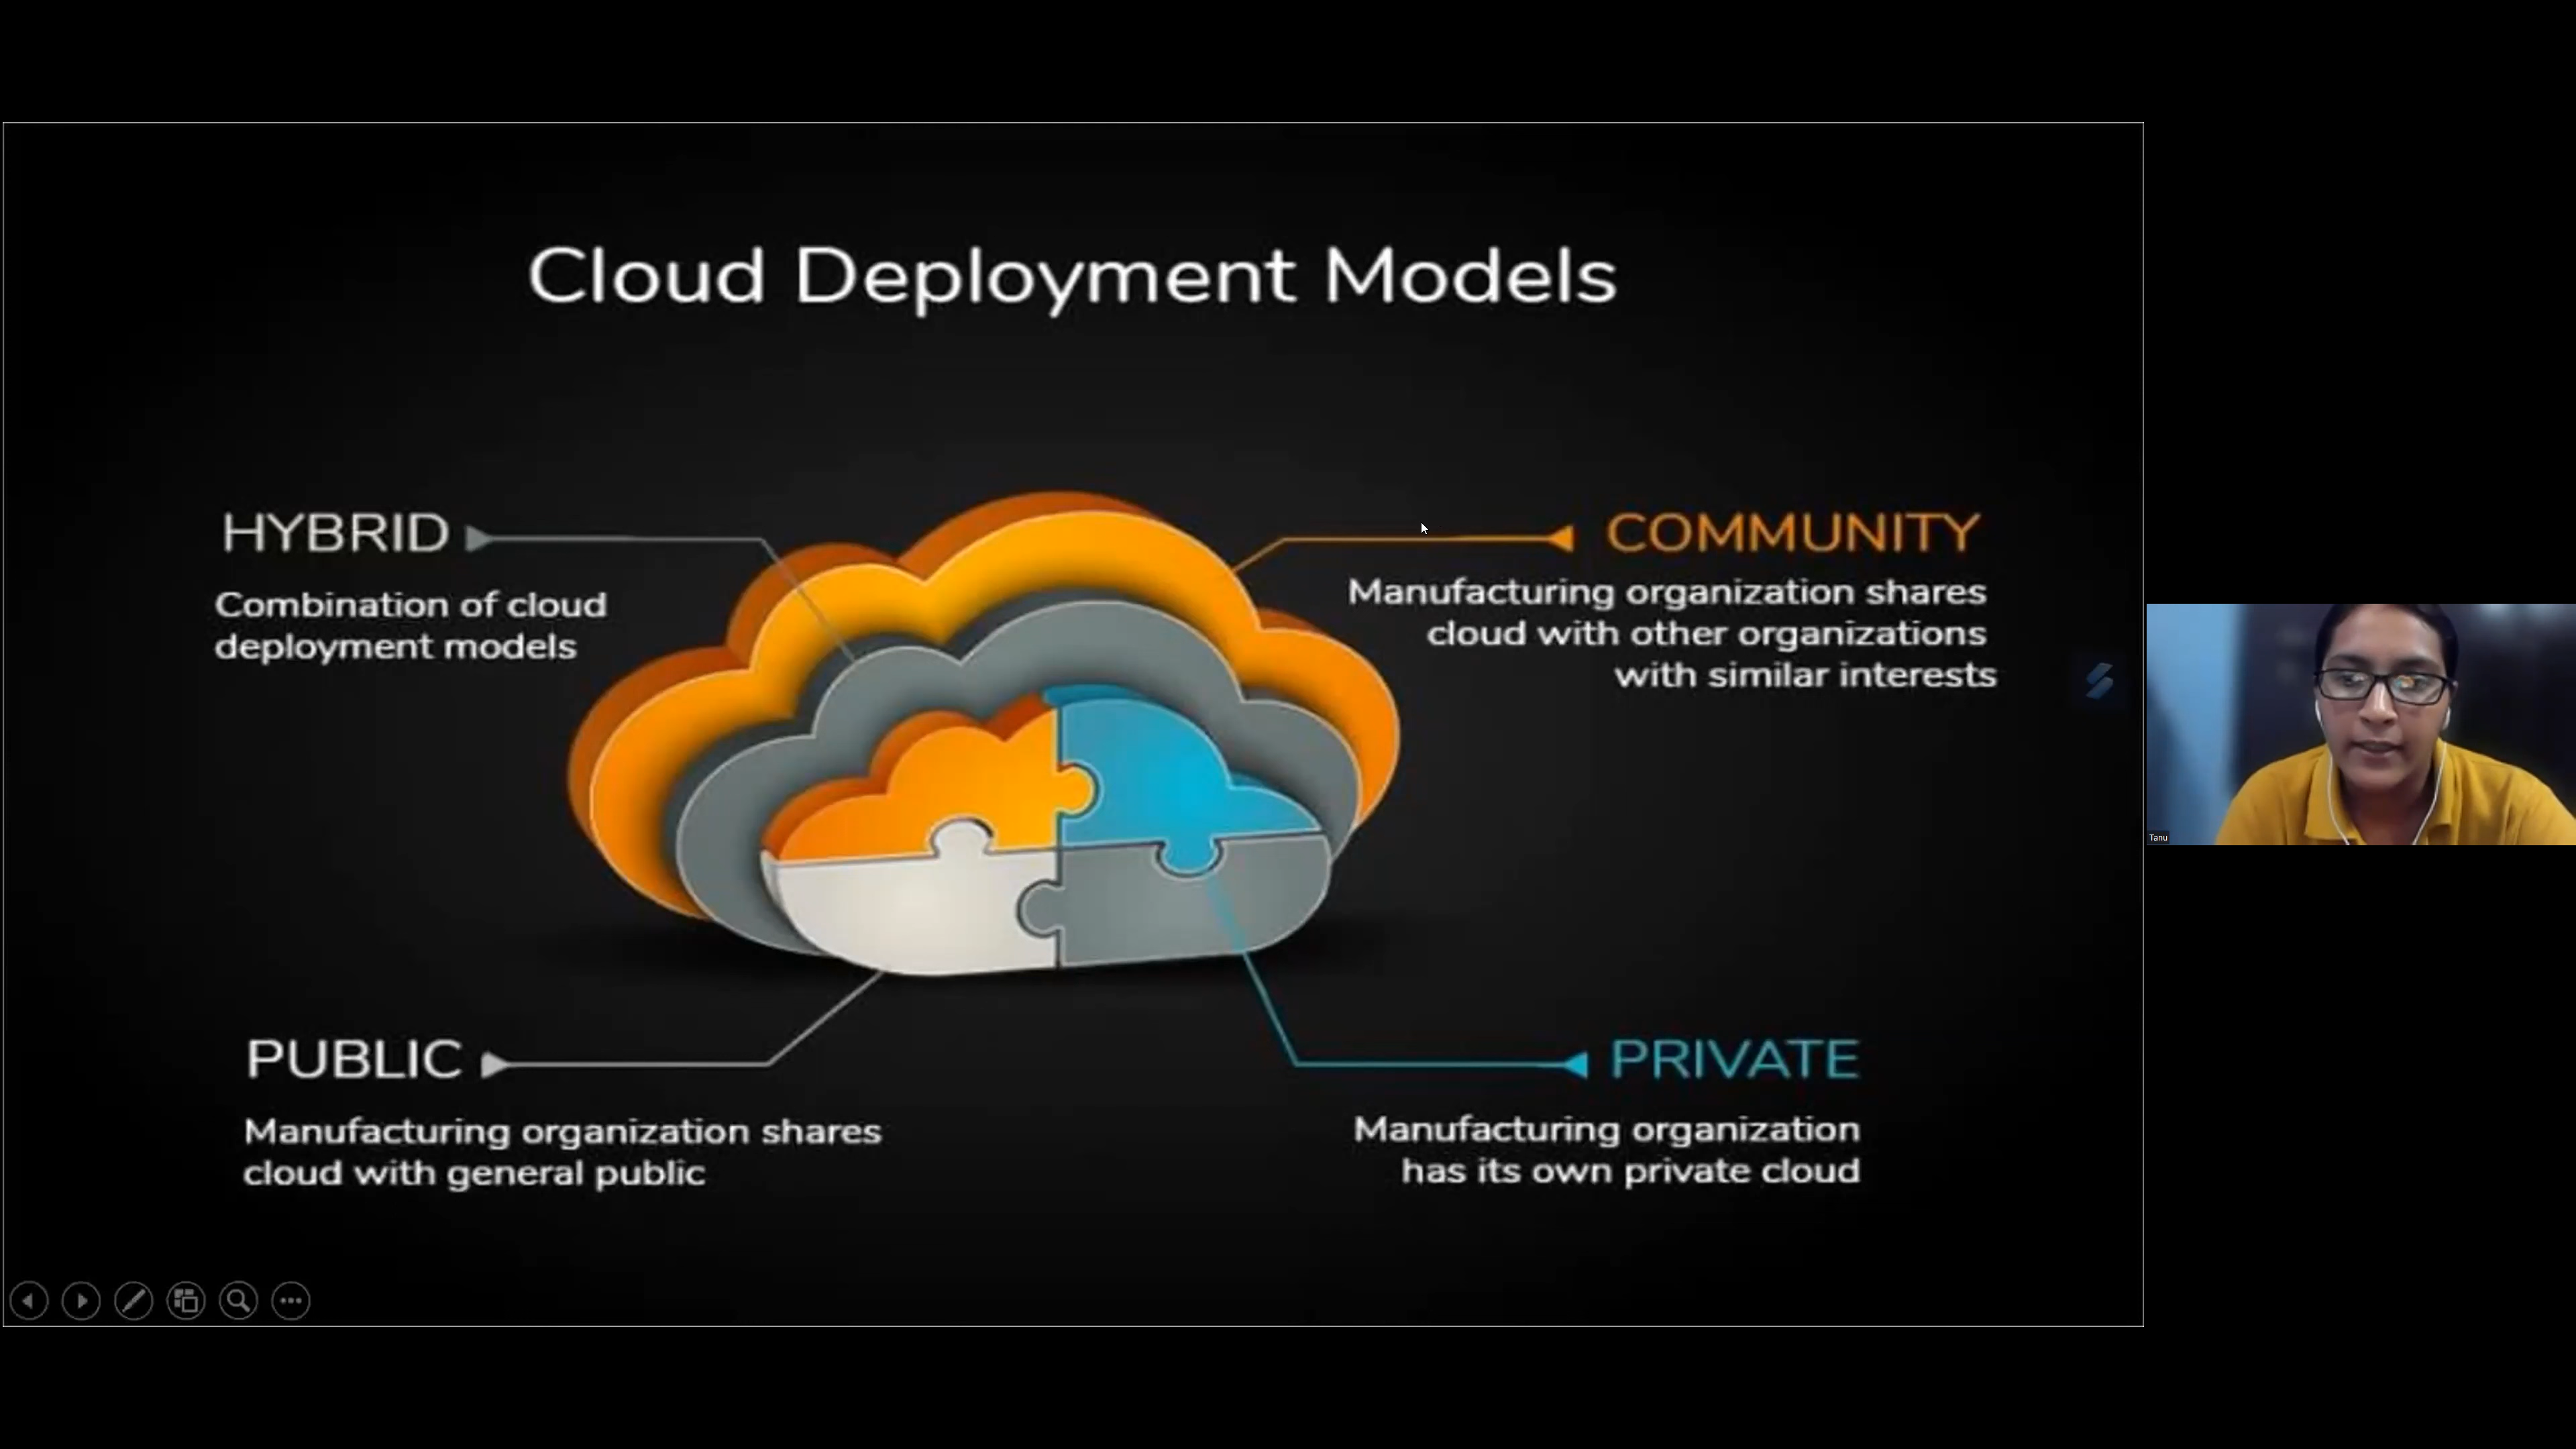 Cloud Deployment Models
HYBRID
Combination of cloud
deployment models
COMMUNITY
Manufacturing organization shares
cloud with other organizations
with similar interests
PUBLIC
Manufacturing organization shares
cloud with general public
PRIVATE
Manufacturing organization
has its own private cloud
Tanu